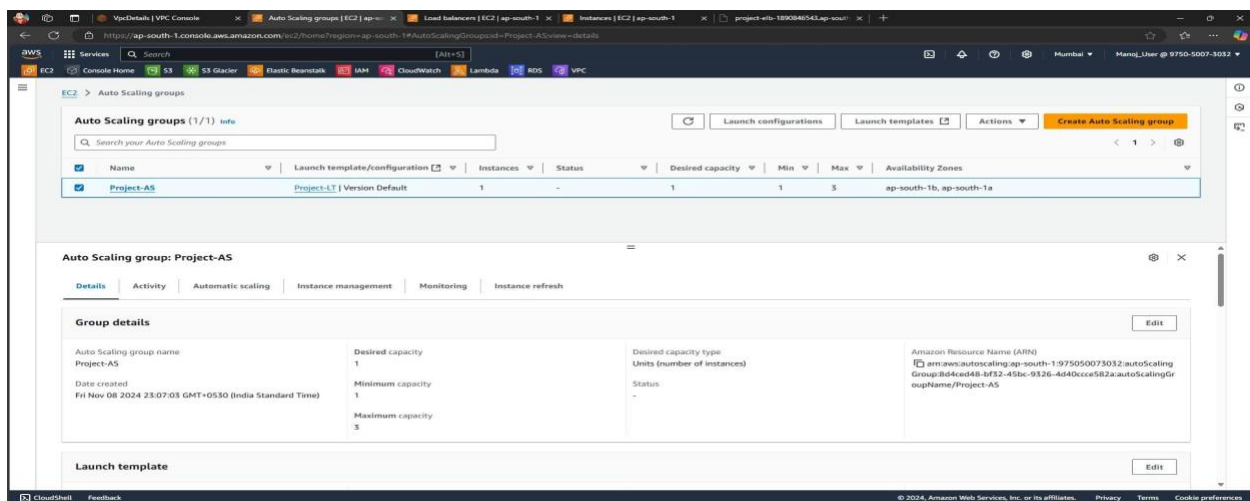 VpcDetails | VPC Console
Auto Scaling groups | EC2 | ap-so
Load balancers | EC2 | ap-south-1
Instances | EC2 | ap-south-1
project-elb-1890846543.ap-sout
https://ap-south-1.console.aws.amazon.com/ec2/home?region=ap-south-1#AutoScalingGroups:id=Project-AS;view=details
aws Services Search [Alt+S] Mumbai Manoj_User @ 9750-5007-3032
EC2 Console Home S3 S3 Glacier Elastic Beanstalk IAM CloudWatch Lambda RDS VPC
EC2 > Auto Scaling groups
Auto Scaling groups (1/1) Info Launch configurations Launch templates Actions Create Auto Scaling group
Search your Auto Scaling groups 1
Name Launch template/configuration Instances Status Desired capacity Min Max Availability Zones
Project-AS Project-LT | Version Default 1 - 1 1 3 ap-south-1b, ap-south-1a
Auto Scaling group: Project-AS
Details Activity Automatic scaling Instance management Monitoring Instance refresh
Group details Edit
Auto Scaling group name
Project-AS
Date created
Fri Nov 08 2024 23:07:03 GMT+0530 (India Standard Time)
Desired capacity
1
Minimum capacity
1
Maximum capacity
3
Desired capacity type
Units (number of instances)
Status
-
Amazon Resource Name (ARN)
arn:aws:autoscaling:ap-south-1:975050073032:autoScaling
Group:8d4ced48-bf32-45bc-9326-4d40ccce582a:autoScalingGr
oupName/Project-AS
Launch template Edit
CloudShell Feedback © 2024, Amazon Web Services, Inc. or its affiliates. Privacy Terms Cookie preferences